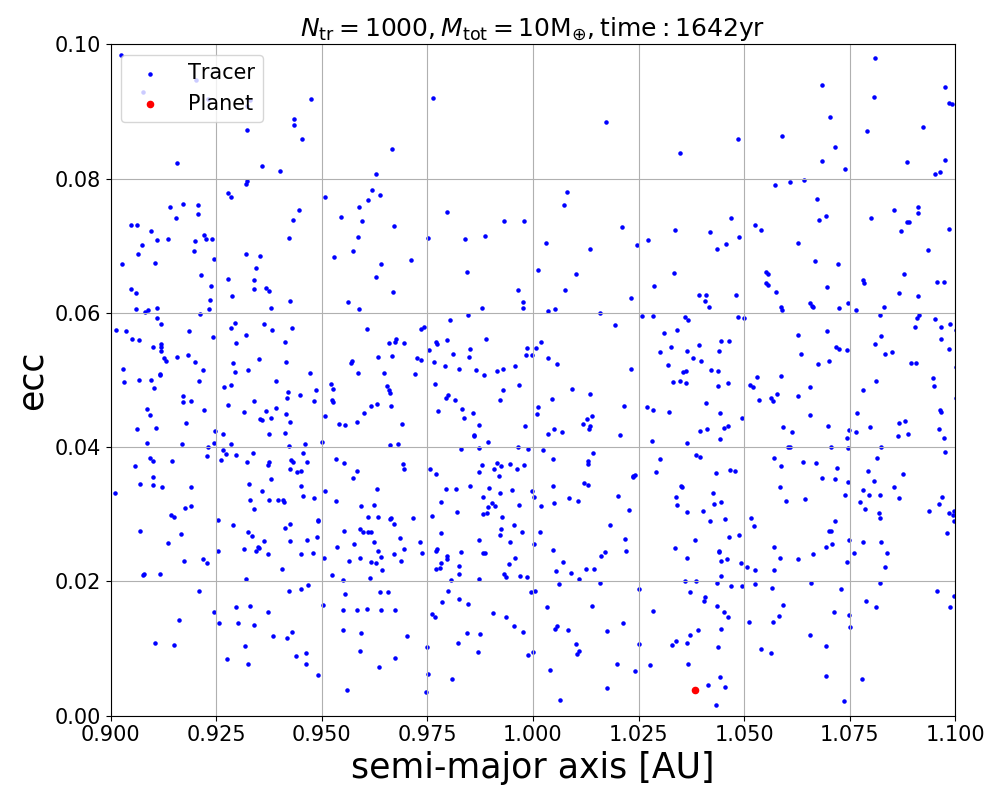 N_tr = 1000, M_tot = 10M_⊕, time : 1642yr
0.10
Tracer
Planet
0.08
0.06
ecc
0.04
0.02
0.00
0.900 0.925 0.950 0.975 1.000 1.025 1.050 1.075 1.100
semi-major axis [AU]